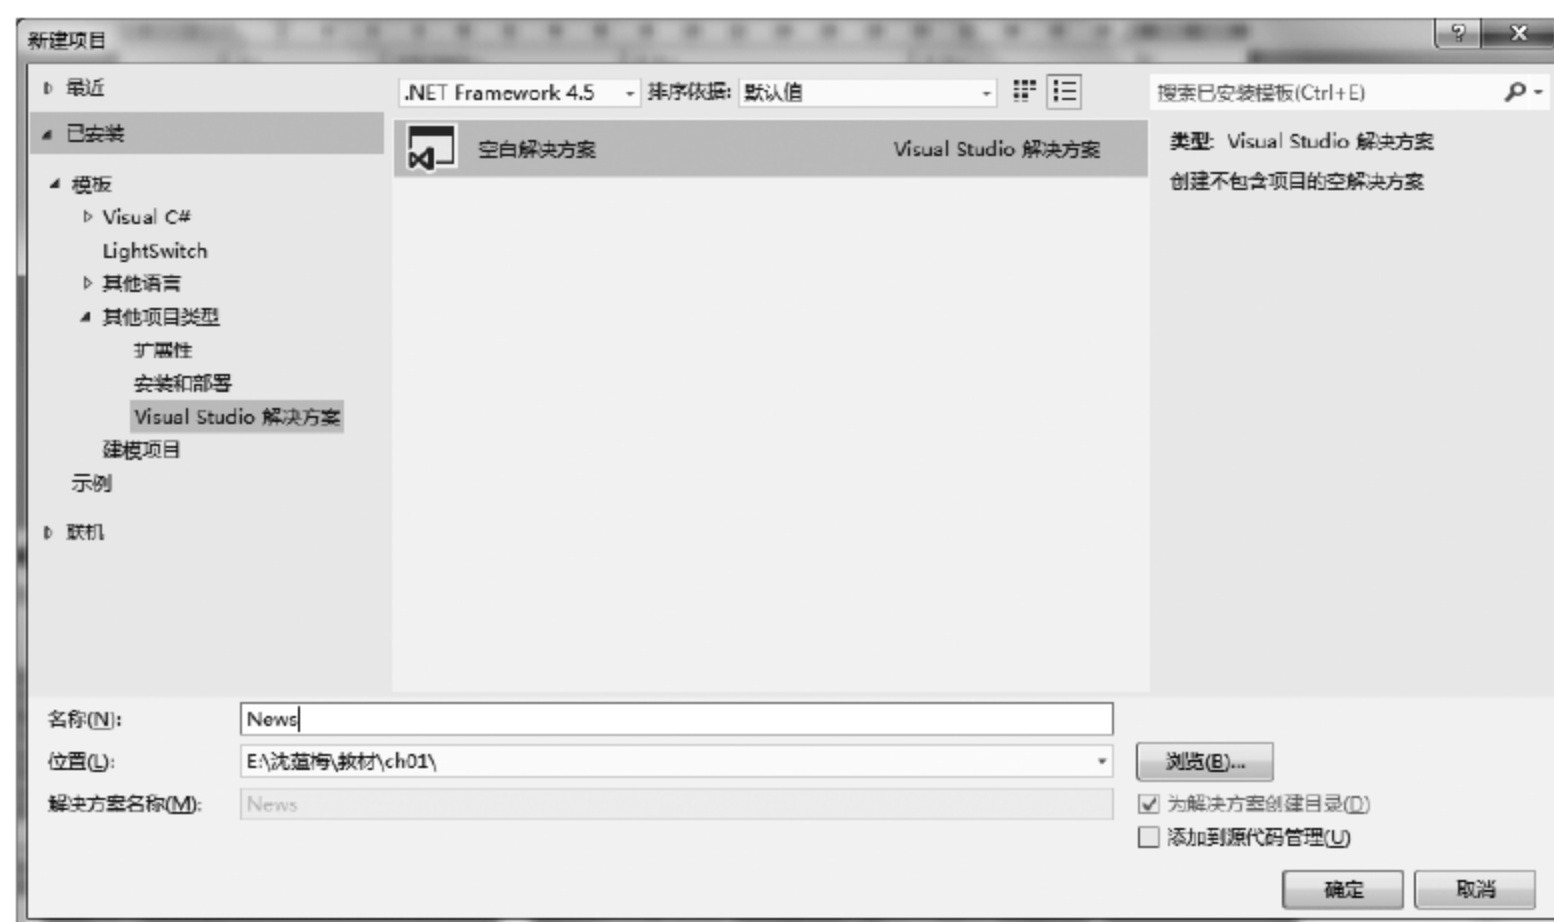 新建项目
?
最近
已安装
模板
Visual C#
LightSwitch
其他语言
其他项目类型
扩展性
安装和部署
Visual Studio 解决方案
建模项目
示例
联机
.NET Framework 4.5 排序依据: 默认值
空白解决方案 Visual Studio 解决方案
搜索已安装模板(Ctrl+E)
类型: Visual Studio 解决方案
创建不包含项目的空解决方案
名称(N): News
位置(L): E:\沈蕴梅\教材\ch01\
浏览(B)...
解决方案名称(M): News
为解决方案创建目录(D)
添加到源代码管理(U)
确定 取消